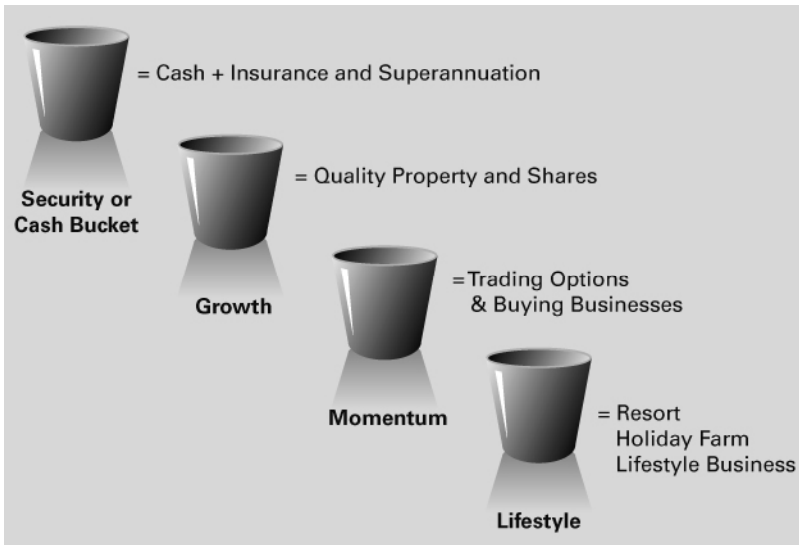 = Cash + Insurance and Superannuation
Security or
Cash Bucket
= Quality Property and Shares
Growth
= Trading Options
& Buying Businesses
Momentum
= Resort
Holiday Farm
Lifestyle Business
Lifestyle